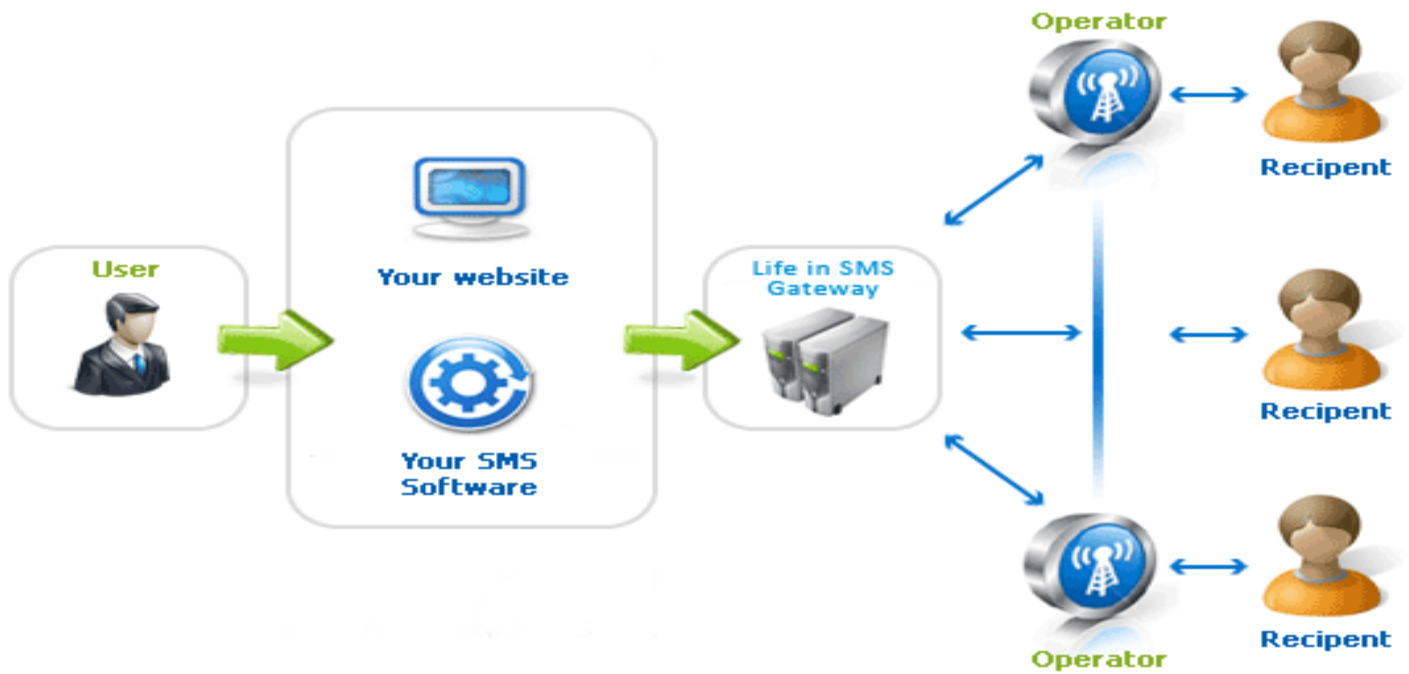 User
Your website
Your SMS
Software
Life in SMS
Gateway
Operator
Recipent
Recipent
Operator
Recipent